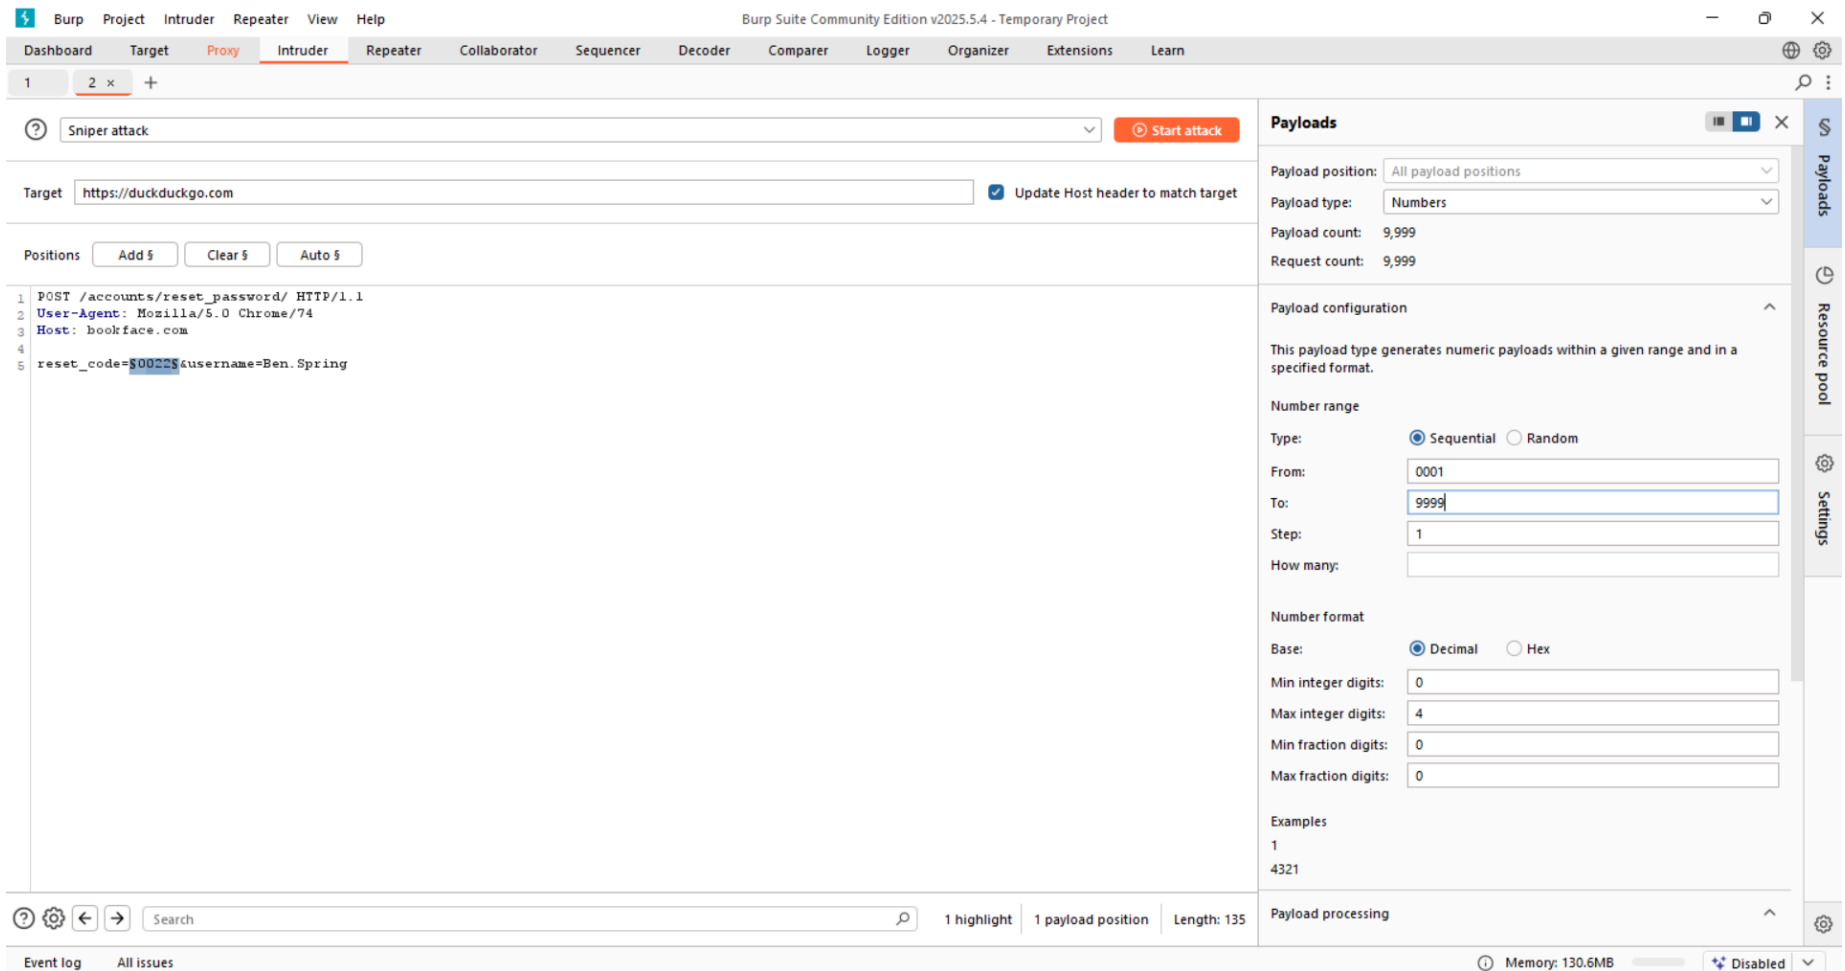 Burp Project Intruder Repeater View Help
Burp Suite Community Edition v2025.5.4 - Temporary Project
Dashboard Target Proxy Intruder Repeater Collaborator Sequencer Decoder Comparer Logger Organizer Extensions Learn
1 2 × +
Sniper attack
Start attack
Target https://duckduckgo.com Update Host header to match target
Positions Add § Clear § Auto §
1 POST /accounts/reset_password/ HTTP/1.1
2 User-Agent: Mozilla/5.0 Chrome/74
3 Host: bookface.com
4
5 reset_code=§0022§&username=Ben.Spring
Search
1 highlight 1 payload position Length: 135
Payloads
Payload position: All payload positions
Payload type: Numbers
Payload count: 9,999
Request count: 9,999
Payload configuration
This payload type generates numeric payloads within a given range and in a
specified format.
Number range
Type: Sequential Random
From: 0001
To: 9999
Step: 1
How many:
Number format
Base: Decimal Hex
Min integer digits: 0
Max integer digits: 4
Min fraction digits: 0
Max fraction digits: 0
Examples
1
4321
Payload processing
§ Payloads
Resource pool
Settings
Event log All issues
Memory: 130.6MB Disabled